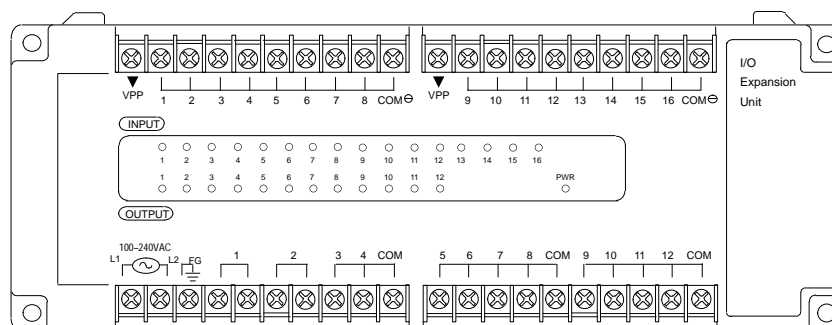 I/O
Expansion
Unit
VPP 1 2 3 4 5 6 7 8 COM⊖ VPP 9 10 11 12 13 14 15 16 COM⊖
INPUT
1 2 3 4 5 6 7 8 9 10 11 12 13 14 15 16
1 2 3 4 5 6 7 8 9 10 11 12 PWR
OUTPUT
100~240VAC
L1 L2 FG 1 2 3 4 COM 5 6 7 8 COM 9 10 11 12 COM